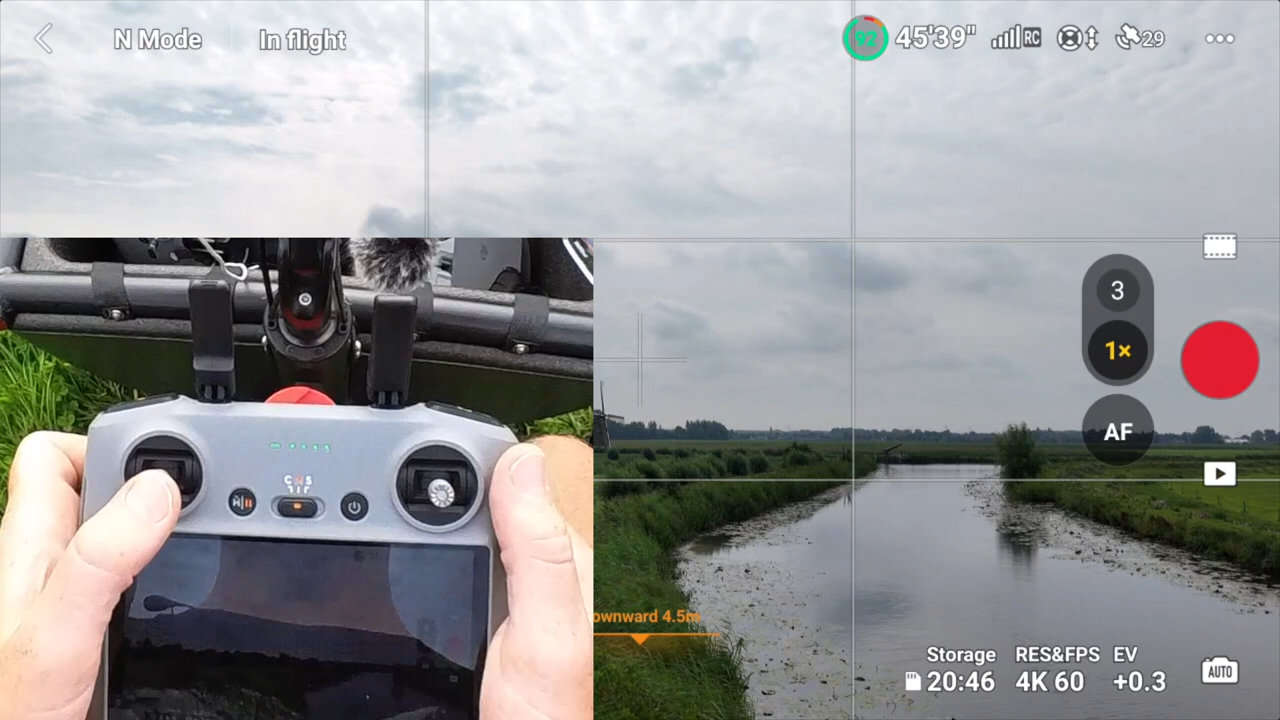 N Mode In flight 92 45'39" RC 29
3
1×
AF
C N S
ownward 4.5m
Storage RES&FPS EV
20:46 4K 60 +0.3
AUTO